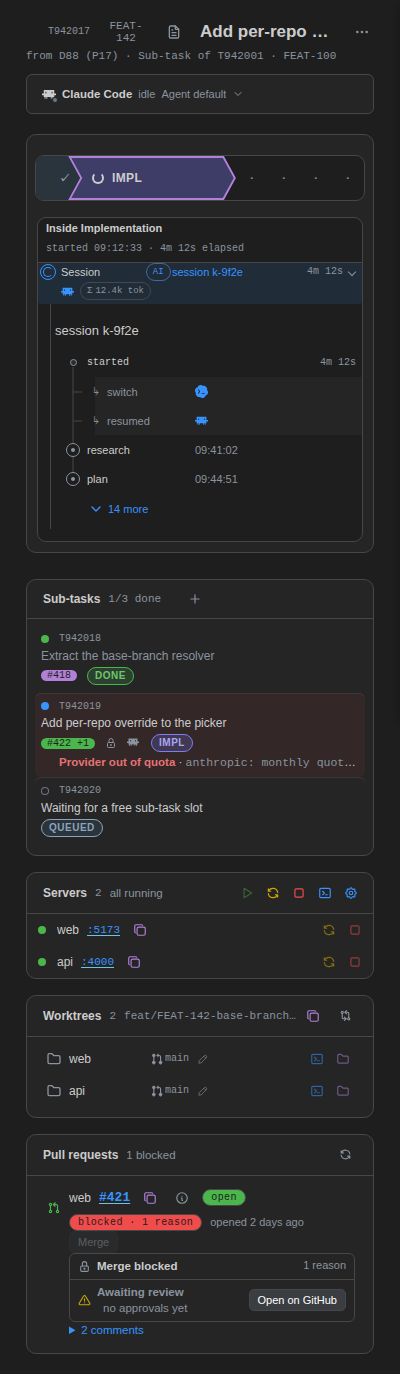 T942017 FEAT-142 Add per-repo …
from D88 (P17) · Sub-task of T942001 · FEAT-100
Claude Code idle Agent default
IMPL
Inside Implementation
started 09:12:33 · 4m 12s elapsed
Session AI session k-9f2e 4m 12s
Σ 12.4k tok
session k-9f2e
started 4m 12s
↳ switch
↳ resumed
research 09:41:02
plan 09:44:51
14 more
Sub-tasks 1/3 done
T942018
Extract the base-branch resolver
#418 DONE
T942019
Add per-repo override to the picker
#422 +1 IMPL
Provider out of quota · anthropic: monthly quot…
T942020
Waiting for a free sub-task slot
QUEUED
Servers 2 all running
web :5173
api :4000
Worktrees 2 feat/FEAT-142-base-branch…
web main
api main
Pull requests 1 blocked
web #421 open
blocked · 1 reason opened 2 days ago
Merge
Merge blocked 1 reason
Awaiting review
no approvals yet
Open on GitHub
2 comments